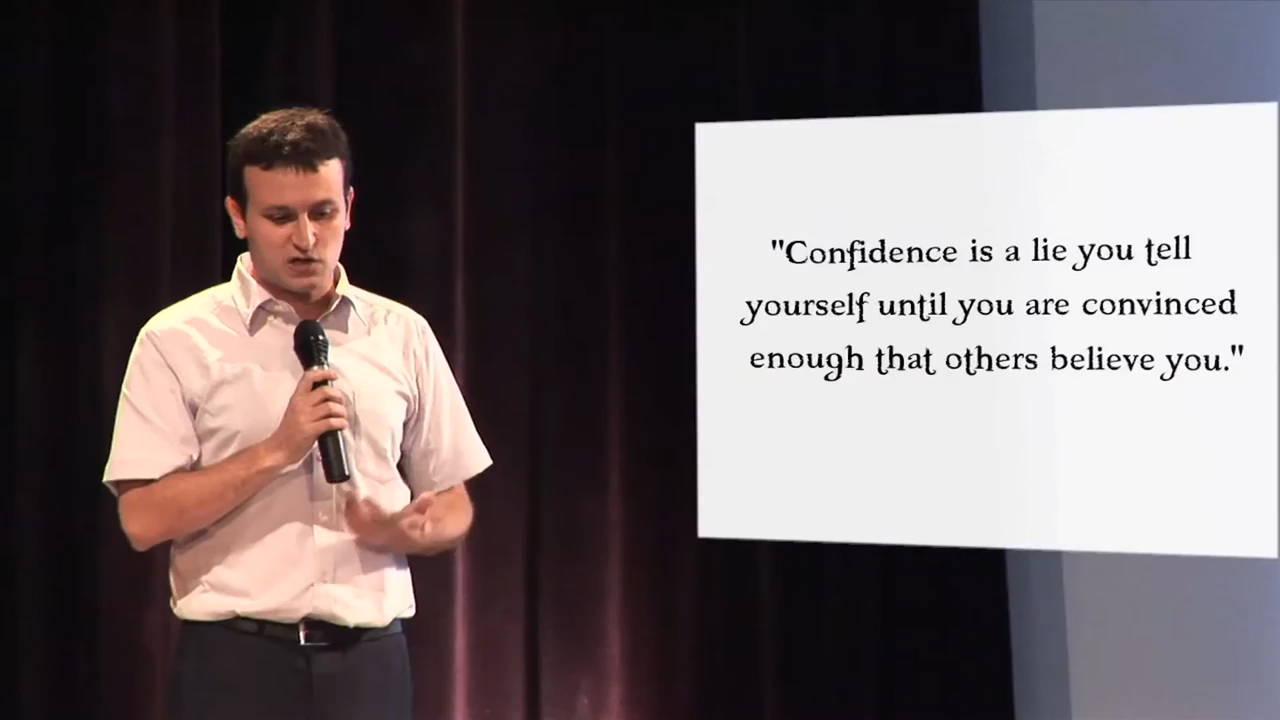 "Confidence is a lie you tell
yourself until you are convinced
enough that others believe you."